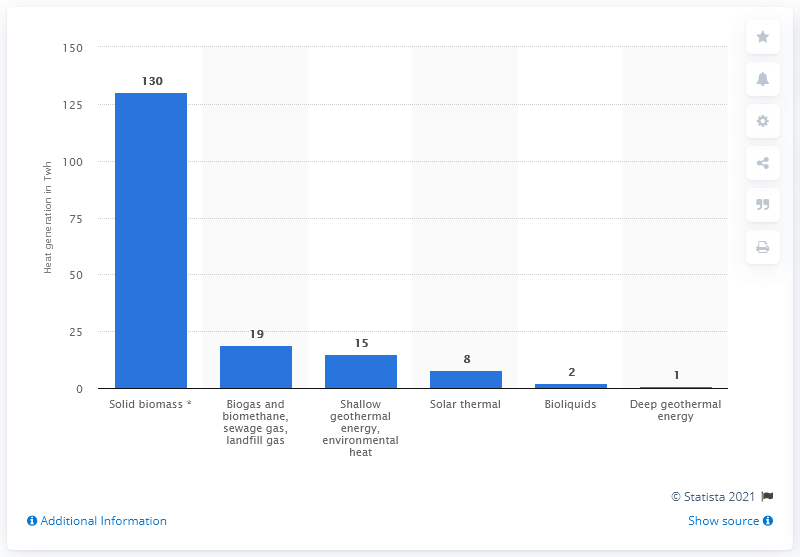 150
125
100
75
50
25
0
Heat generation in Twh
130
19
15
8
2
1
Solid biomass *
Biogas and
biomethane,
sewage gas,
landfill gas
Shallow
geothermal
energy,
environmental
heat
Solar thermal
Bioliquids
Deep geothermal
energy
© Statista 2021
Additional Information
Show source